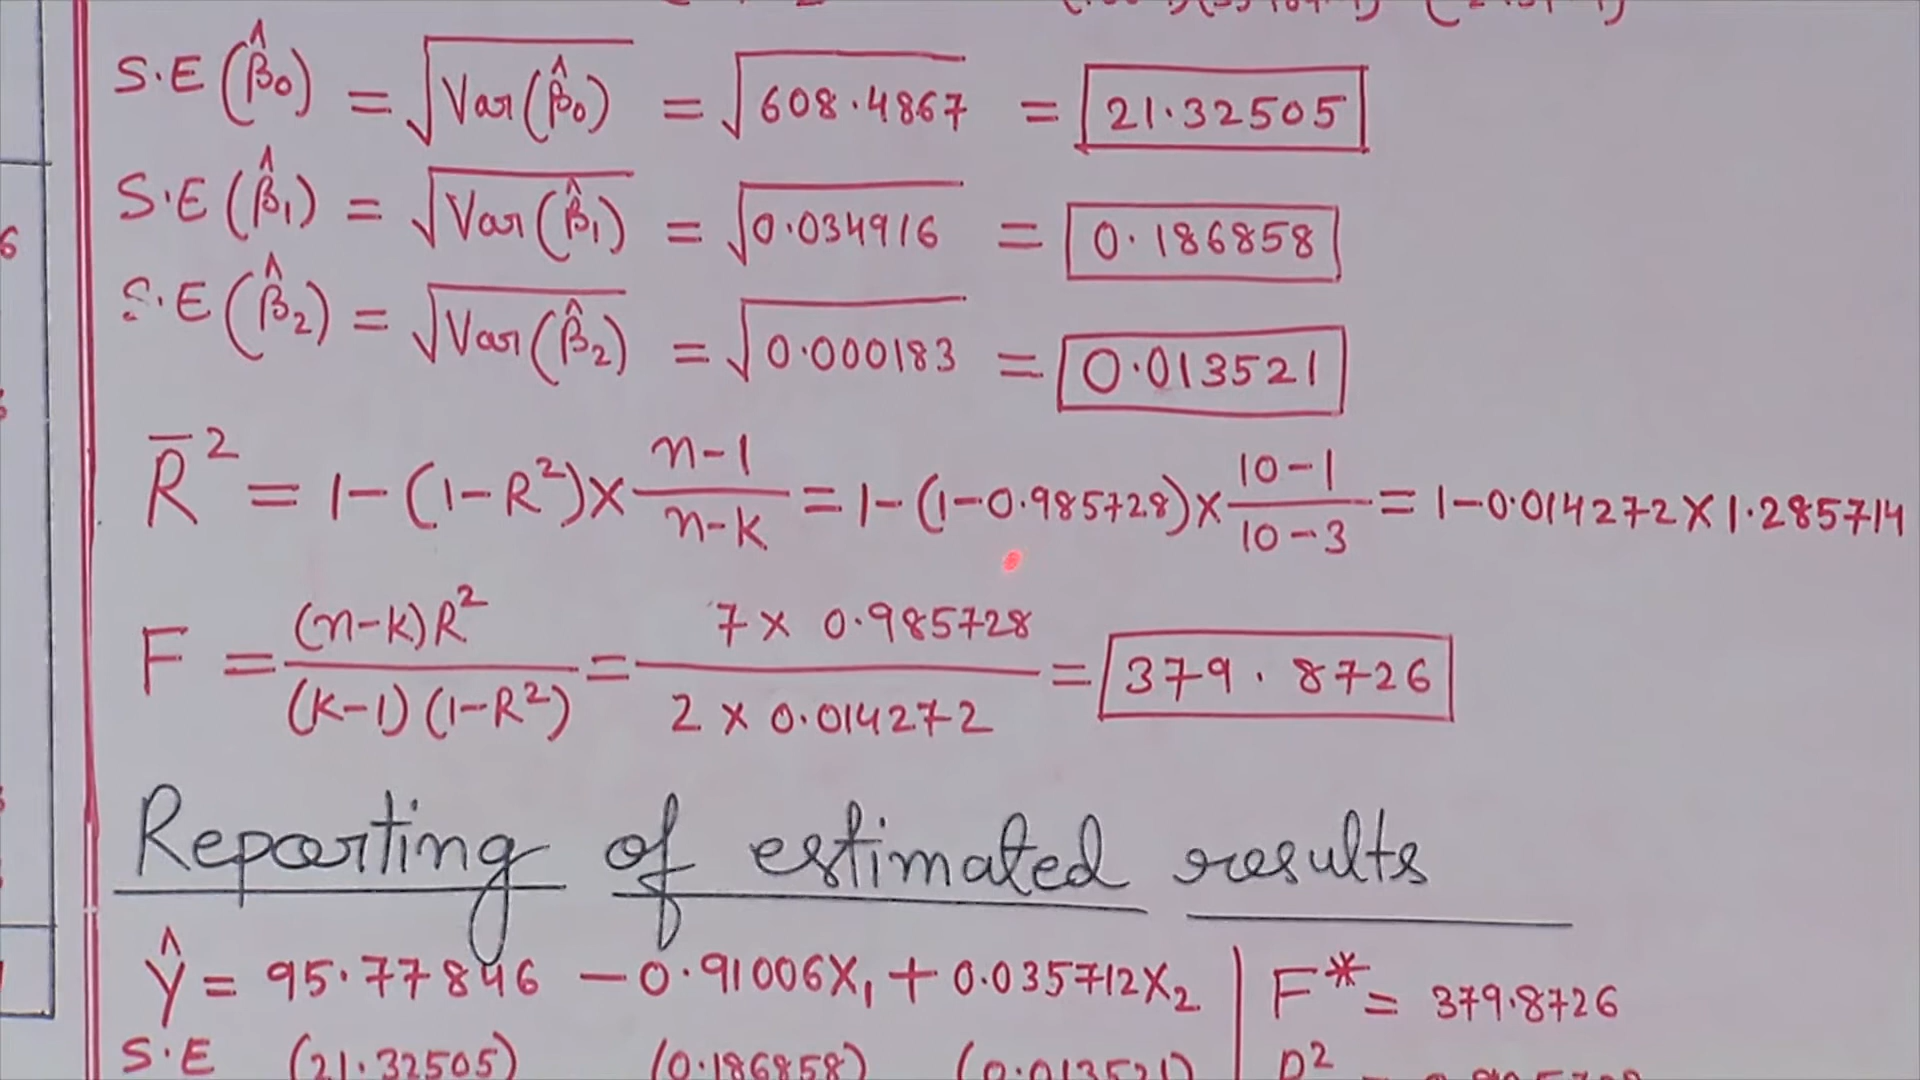 S.E(β̂₀) = √Var(β̂₀) = √608.4867 = 21.32505
S.E(β̂₁) = √Var(β̂₁) = √0.034916 = 0.186858
S.E(β̂₂) = √Var(β̂₂) = √0.000183 = 0.013521
R̄² = 1-(1-R²)× (n-1)/(n-k) = 1-(1-0.985728)× (10-1)/(10-3) = 1-0.014272×1.285714
F = (n-k)R² / (k-1)(1-R²) = 7 × 0.985728 / 2 × 0.014272 = 379.8726
Reporting of estimated results
Ŷ = 95.77846 - 0.91006X₁ + 0.035712X₂ | F* = 379.8726
S.E (21.32505) (0.186858) (0.013521) R²